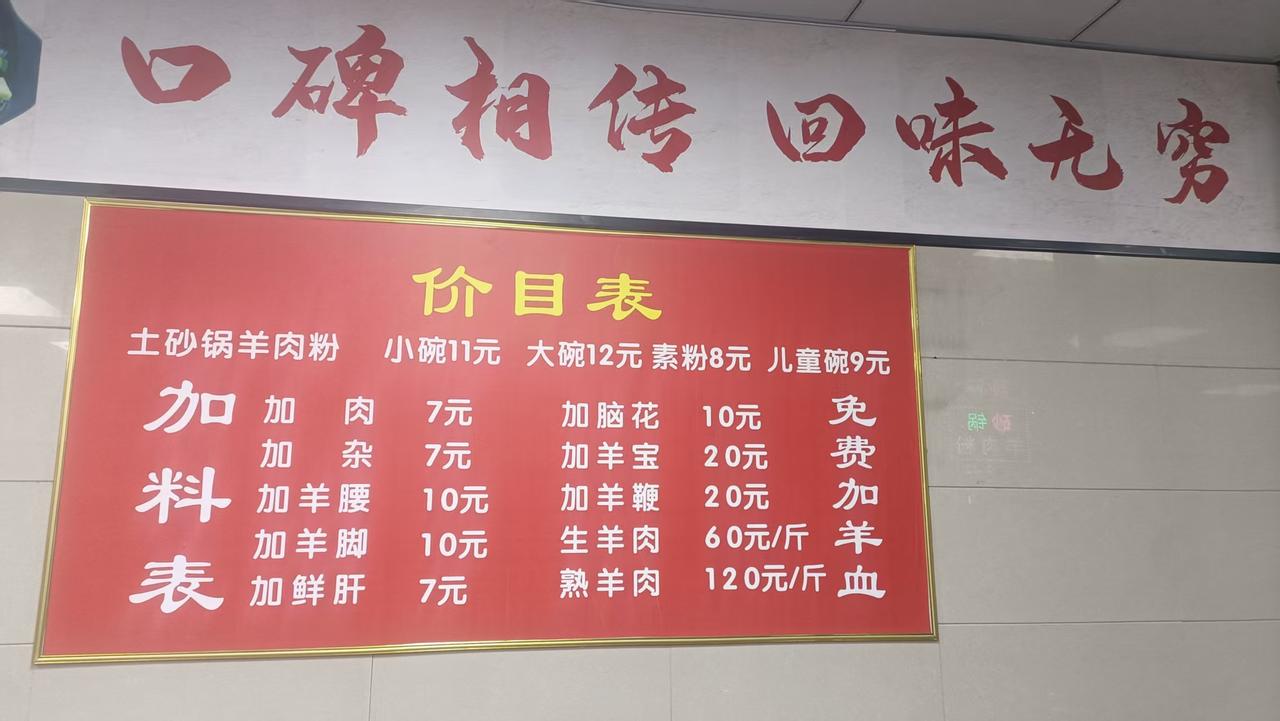 口碑相传 回味无穷
价目表
土砂锅羊肉粉 小碗11元 大碗12元 素粉8元 儿童碗9元
加料表
加肉 7元
加杂 7元
加羊腰 10元
加羊脚 10元
加鲜肝 7元
加脑花 10元
加羊宝 20元
加羊鞭 20元
生羊肉 60元/斤
熟羊肉 120元/斤
免费加羊血